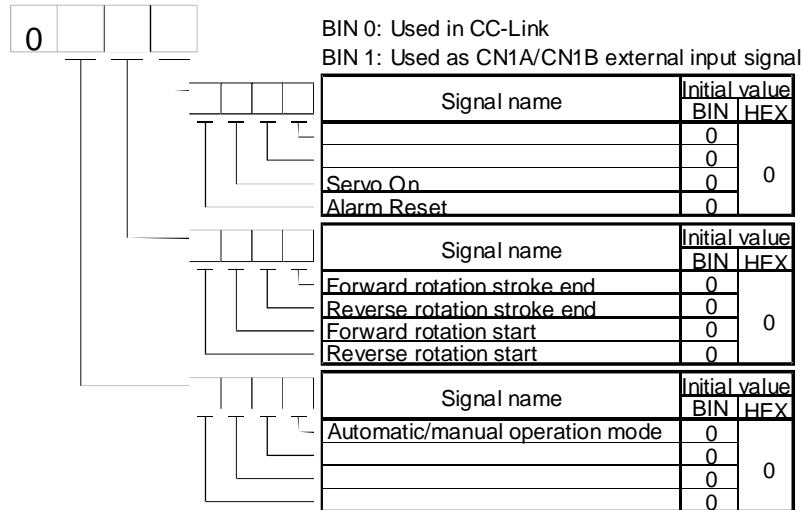 0
BIN 0: Used in CC-Link
BIN 1: Used as CN1A/CN1B external input signal
Signal name Initial value
BIN HEX
0
0
Servo On 0 0
Alarm Reset 0
Signal name Initial value
BIN HEX
Forward rotation stroke end 0
Reverse rotation stroke end 0
Forward rotation start 0 0
Reverse rotation start 0
Signal name Initial value
BIN HEX
Automatic/manual operation mode 0
0
0 0
0